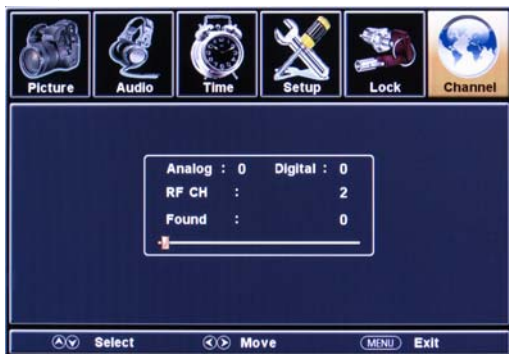 Picture Audio Time Setup Lock Channel
Analog : 0 Digital : 0
RF CH : 2
Found : 0
Select Move MENU Exit